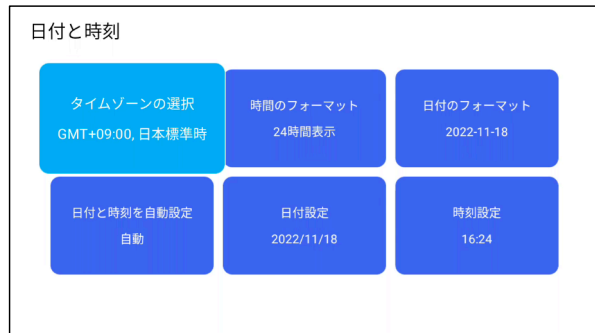 日付と時刻
タイムゾーンの選択
GMT+09:00, 日本標準時
時間のフォーマット
24時間表示
日付のフォーマット
2022-11-18
日付と時刻を自動設定
自動
日付設定
2022/11/18
時刻設定
16:24